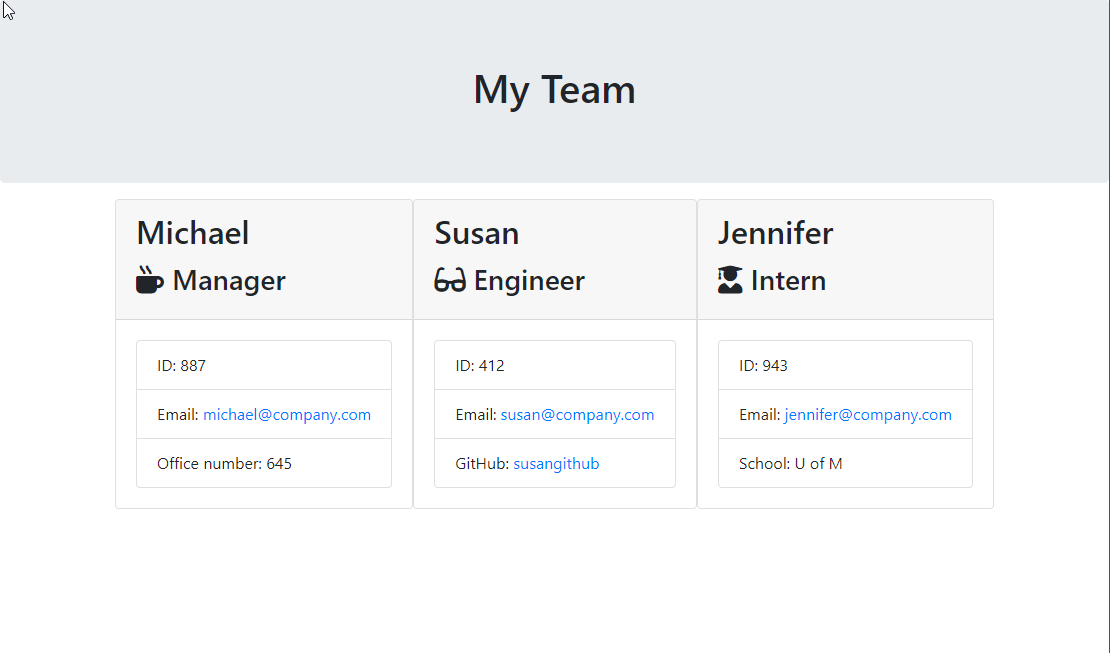 My Team
Michael
Manager
ID: 887
Email: michael@company.com
Office number: 645
Susan
Engineer
ID: 412
Email: susan@company.com
GitHub: susangithub
Jennifer
Intern
ID: 943
Email: jennifer@company.com
School: U of M